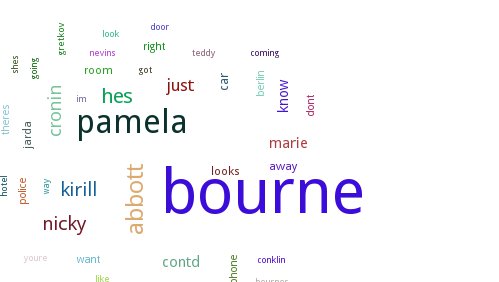 door
look
gretkov
right
nevins
teddy
coming
shes
going
room
got
just
car
berlin
know
dont
im
hes
cronin
pamela
theres
jarda
marie
away
looks
hotel
police
way
kirill
abbott
bourne
nicky
youre
want
contd
phone
conklin
like
bournes